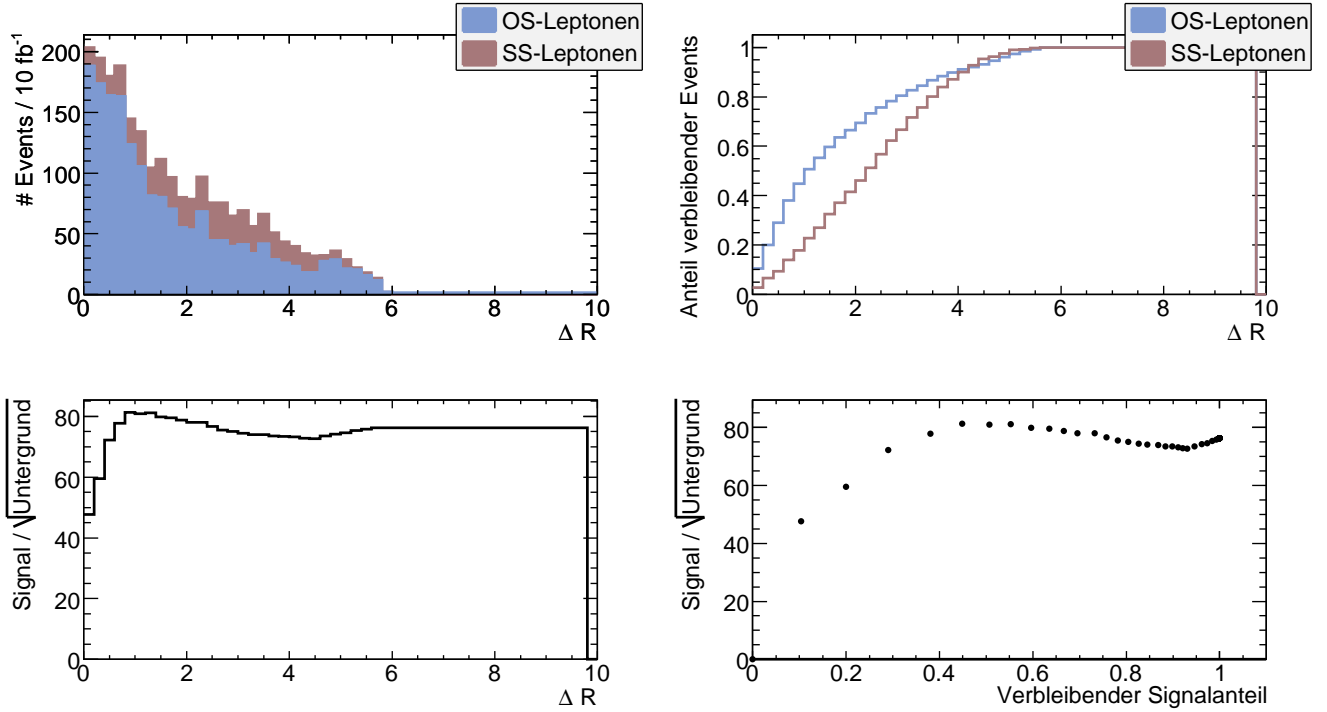 OS-Leptonen
SS-Leptonen
# Events / 10 fb⁻¹
200
150
100
50
0
0 2 4 6 8 10
Δ R
OS-Leptonen
SS-Leptonen
Anteil verbleibender Events
1
0.8
0.6
0.4
0.2
0
0 2 4 6 8 10
Δ R
Signal / √Untergrund
80
60
40
20
0
0 2 4 6 8 10
Δ R
Signal / √Untergrund
80
60
40
20
0
0 0.2 0.4 0.6 0.8 1
Verbleibender Signalanteil